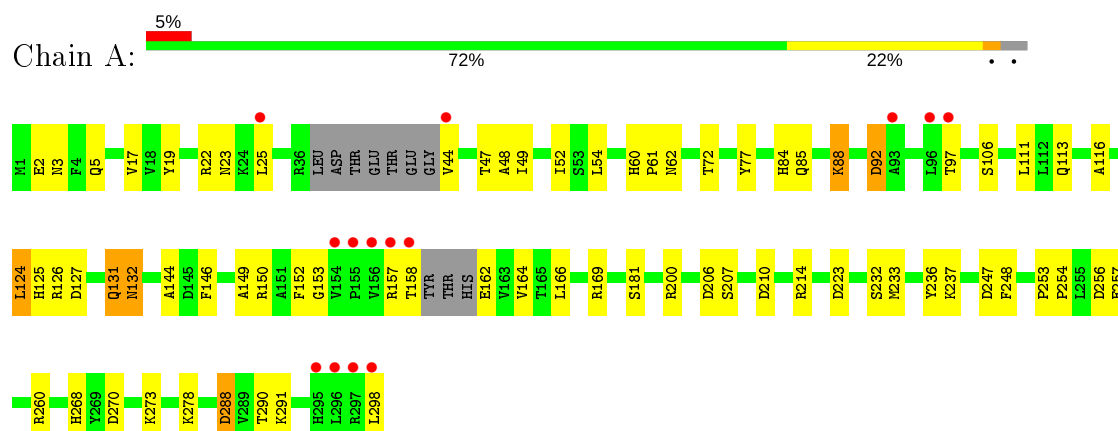 5%
Chain A:
72% 22% • •
M1 E2 N3 F4 Q5 V17 V18 Y19 R22 N23 K24 L25 R36 LEU ASP THR GLU THR GLU GLY V44 T47 A48 I49 I52 S53 L54 H60 P61 N62 T72 Y77 H84 Q85 K88 D92 A93 L96 T97 S106 L111 L112 Q113 A116
L124 H125 R126 D127 Q131 N132 A144 D145 F146 A149 R150 A151 F152 G153 V154 P155 V156 R157 T158 TYR THR HIS E162 V163 V164 T165 L166 R169 S181 R200 D206 S207 D210 R214 D223 S232 M233 Y236 K237 D247 F248 P253 P254 L255 D256 E257
R260 H268 Y269 D270 K273 K278 D288 V289 T290 K291 H295 L296 R297 L298